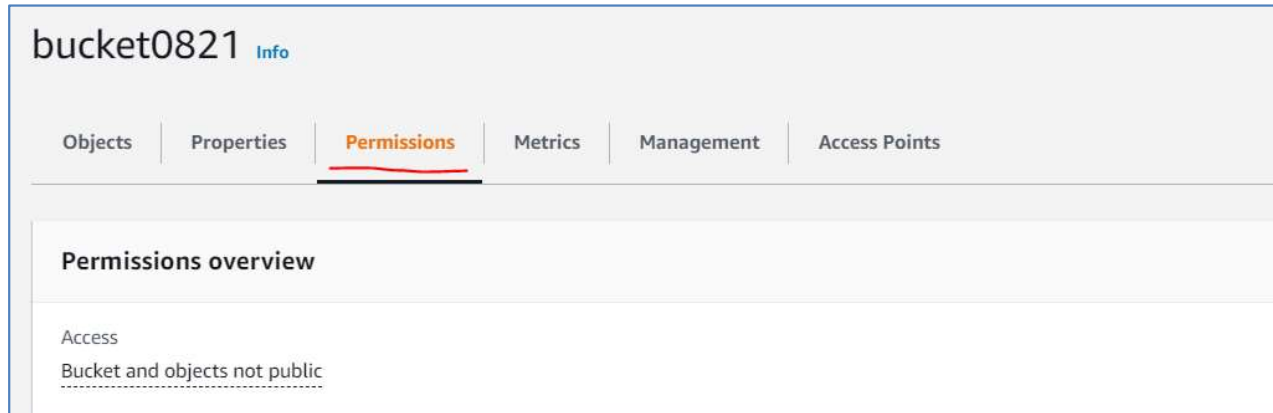 bucket0821 Info
Objects Properties Permissions Metrics Management Access Points
Permissions overview
Access
Bucket and objects not public